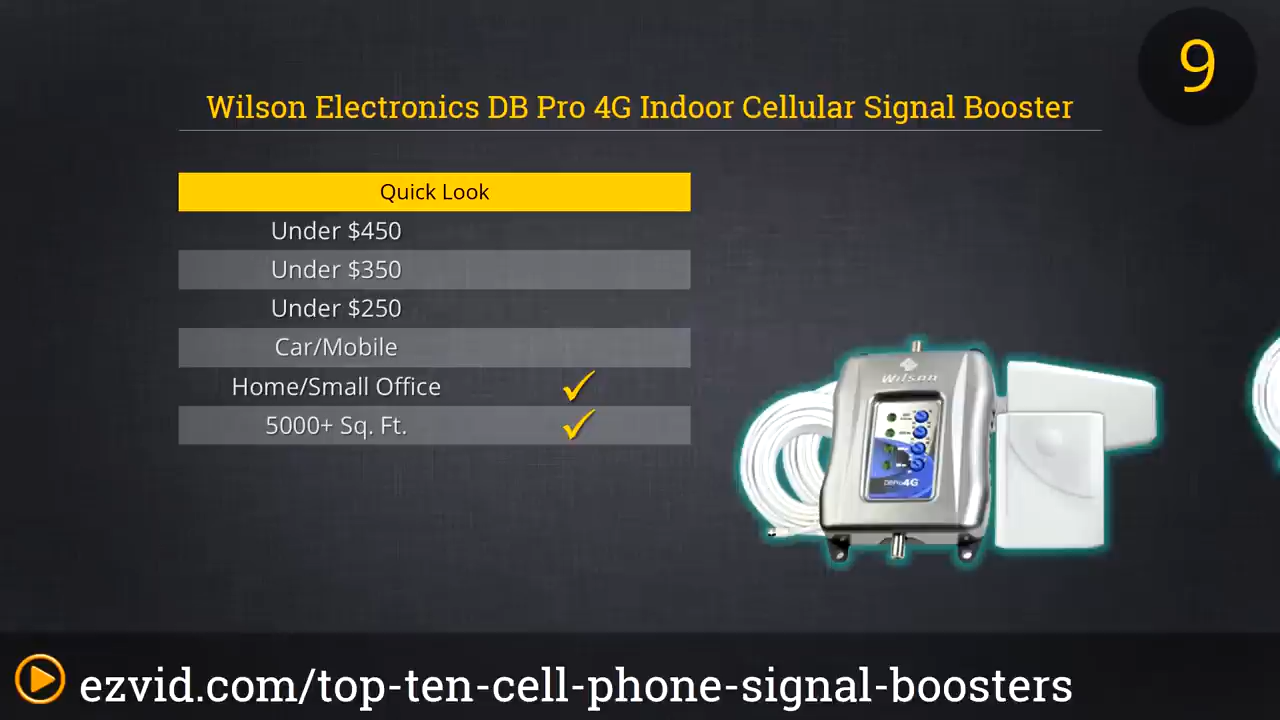 9
Wilson Electronics DB Pro 4G Indoor Cellular Signal Booster
Quick Look
Under $450
Under $350
Under $250
Car/Mobile
Home/Small Office
5000+ Sq. Ft.
Wilson
DBPro4G
ezvid.com/top-ten-cell-phone-signal-boosters